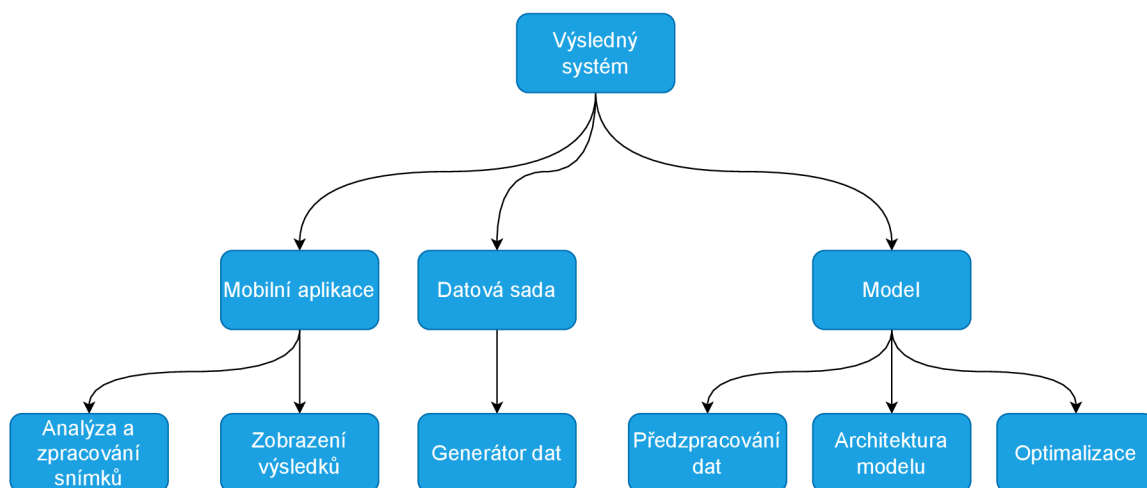 Výsledný
systém
Mobilní aplikace
Datová sada
Model
Analýza a
zpracování
snímků
Zobrazení
výsledků
Generátor dat
Předzpracování
dat
Architektura
modelu
Optimalizace